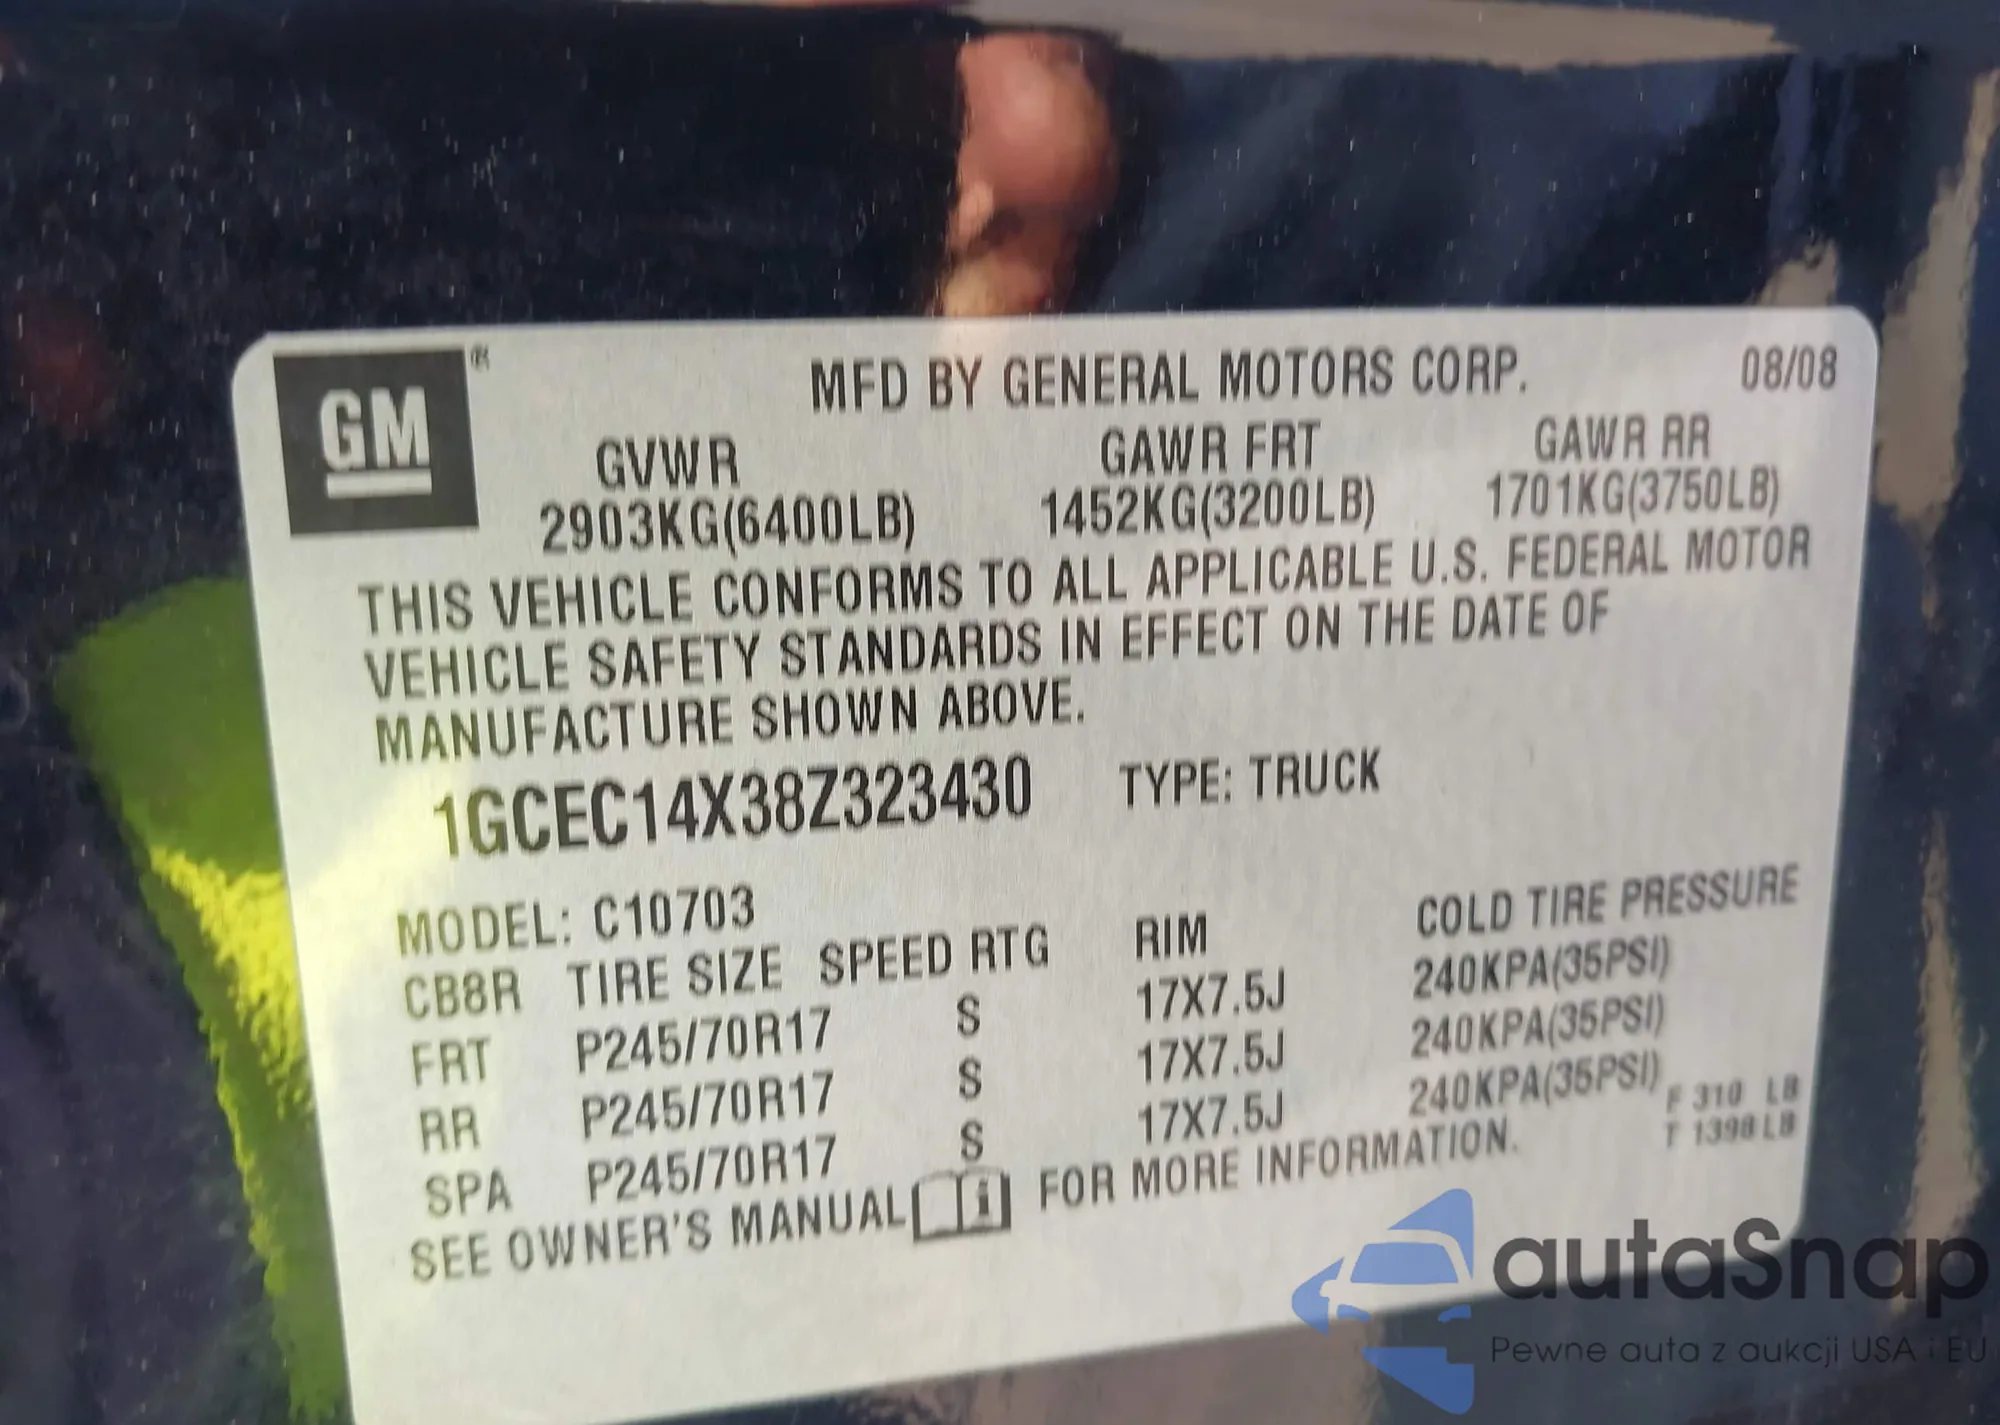 GM®
MFD BY GENERAL MOTORS CORP. 08/08
GVWR GAWR FRT GAWR RR
2903KG(6400LB) 1452KG(3200LB) 1701KG(3750LB)
THIS VEHICLE CONFORMS TO ALL APPLICABLE U.S. FEDERAL MOTOR
VEHICLE SAFETY STANDARDS IN EFFECT ON THE DATE OF
MANUFACTURE SHOWN ABOVE.
1GCEC14X38Z323430 TYPE: TRUCK
MODEL: C10703 COLD TIRE PRESSURE
CB8R TIRE SIZE SPEED RTG RIM
FRT P245/70R17 S 17X7.5J 240KPA(35PSI)
RR P245/70R17 S 17X7.5J 240KPA(35PSI)
SPA P245/70R17 S 17X7.5J 240KPA(35PSI)
F 310 LB
T 1398 LB
SEE OWNER'S MANUAL i FOR MORE INFORMATION.
autaSnap
Pewne auta z aukcji USA i EU